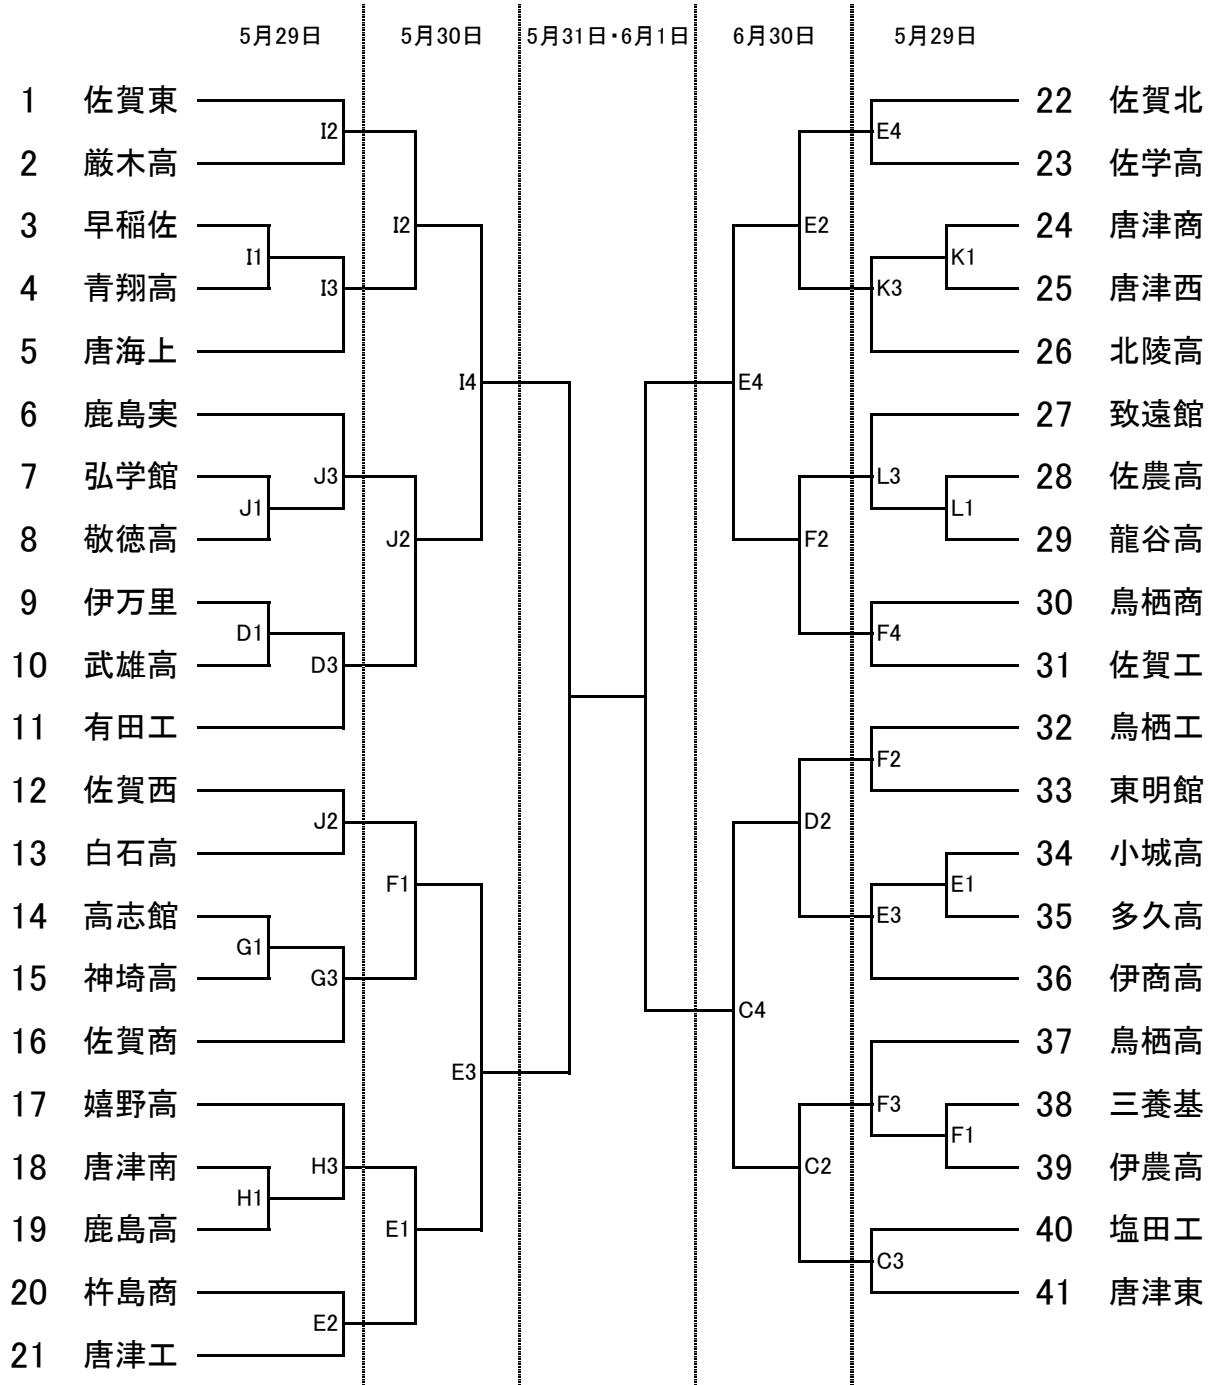 5月29日 5月30日 5月31日・6月1日 6月30日 5月29日
1 佐賀東 22 佐賀北
I2 E4
2 厳木高 23 佐学高
3 早稲佐 I2 E2 24 唐津商
I1 K1
4 青翔高 I3 K3 25 唐津西
5 唐海上 26 北陵高
I4 E4
6 鹿島実 27 致遠館
7 弘学館 J3 L3 28 佐農高
J1 L1
8 敬徳高 J2 F2 29 龍谷高
9 伊万里 30 鳥栖商
D1 F4
10 武雄高 D3 31 佐賀工
11 有田工 32 鳥栖工
F2
12 佐賀西 33 東明館
J2 D2
13 白石高 34 小城高
F1 E1
14 高志館 E3 35 多久高
G1
15 神埼高 G3 36 伊商高
C4
16 佐賀商 37 鳥栖高
E3
17 嬉野高 F3 38 三養基
F1
18 唐津南 H3 C2 39 伊農高
H1
19 鹿島高 E1 40 塩田工
C3
20 杵島商 41 唐津東
E2
21 唐津工